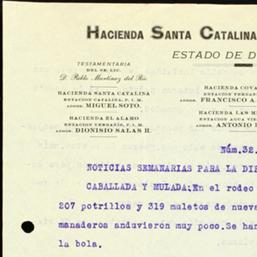 HACIENDA SANTA CATALINA
ESTADO DE D
TESTAMENTARIA
DEL SR. LIC.
D. Pablo Martínez del Río
HACIENDA SANTA CATALINA
ESTACION CATALINA, F. I. M.
ADMOR. MIGUEL SOTO.
HACIENDA EL ALAMO
ESTACION YERBANÍS, F. I. M.
ADMOR. DIONISIO SALAS H.
HACIENDA COVA
ESTACION YERBANÍ
ADMOR. FRANCISCO A.
HACIENDA LAS M
ADMOR. ANTONIO
Núm.32.
NOTICIAS SEMANARIAS PARA LA DI
CABALLADA Y MULADA:En el rodeo
207 potrillos y 319 muletos de nueva
manaderos anduvieron muy poco.Se han
la bola.